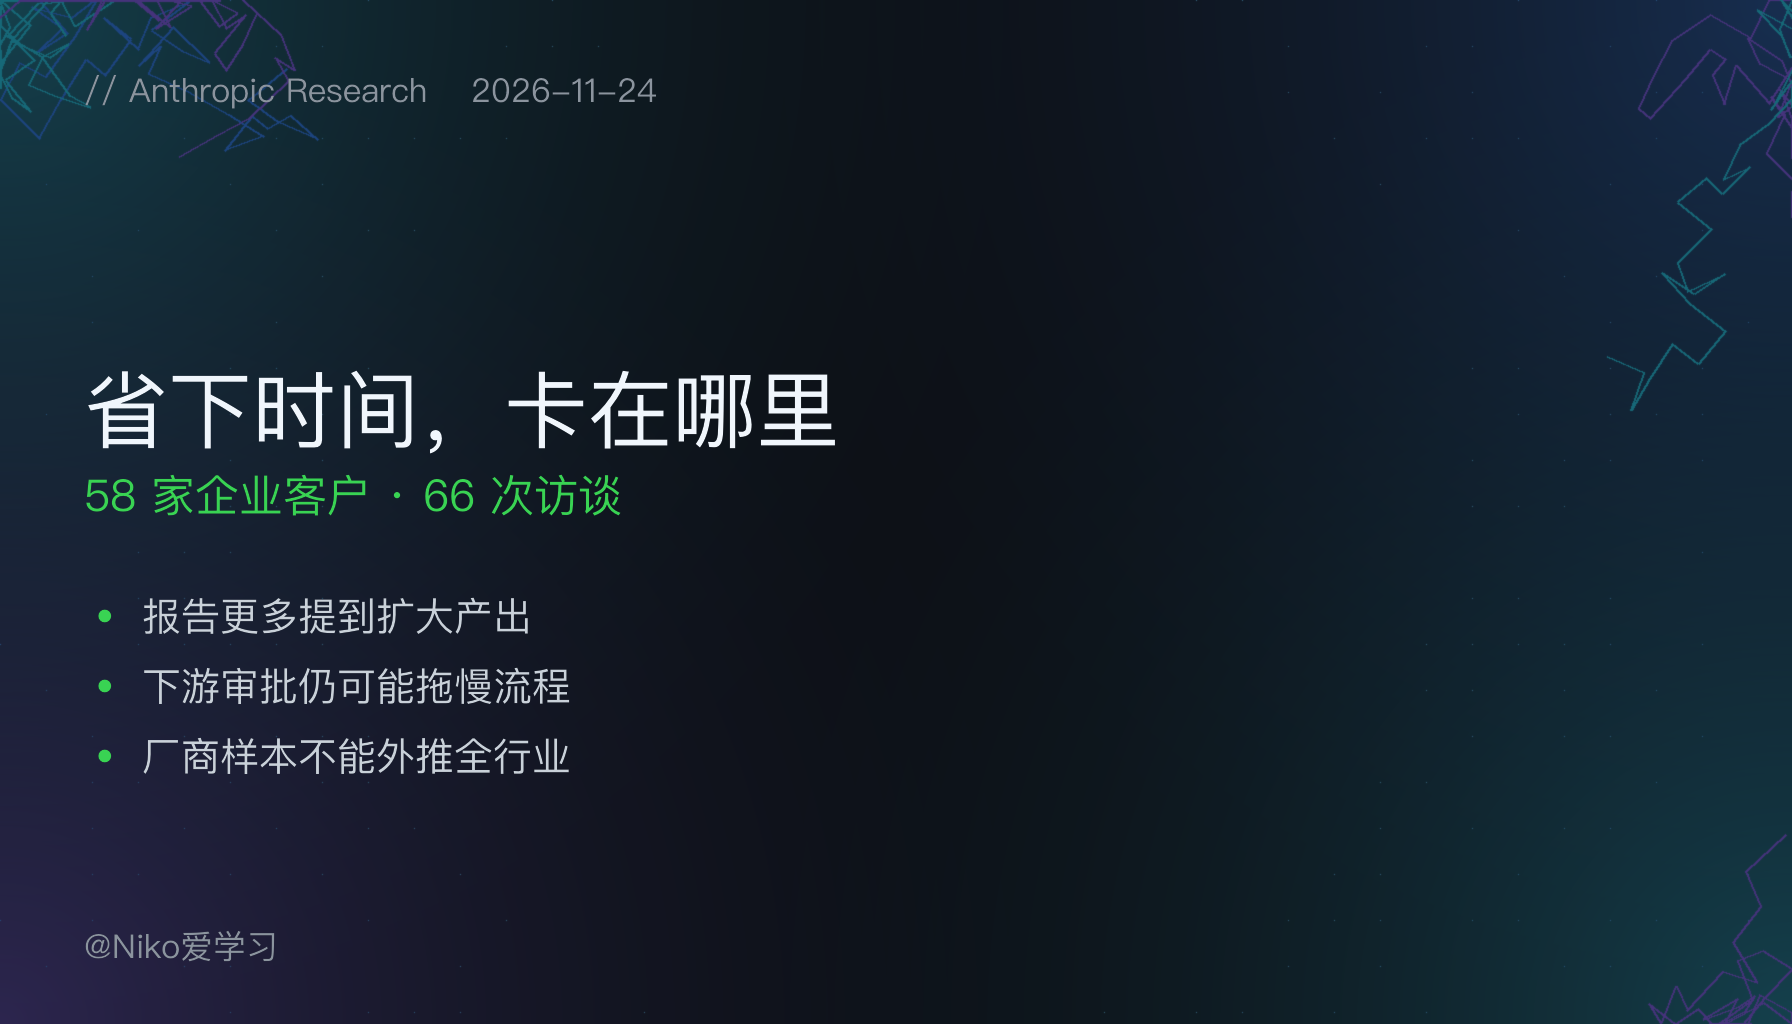 // Anthropic Research 2026-11-24
省下时间，卡在哪里
58 家企业客户 · 66 次访谈
• 报告更多提到扩大产出
• 下游审批仍可能拖慢流程
• 厂商样本不能外推全行业
@Niko爱学习